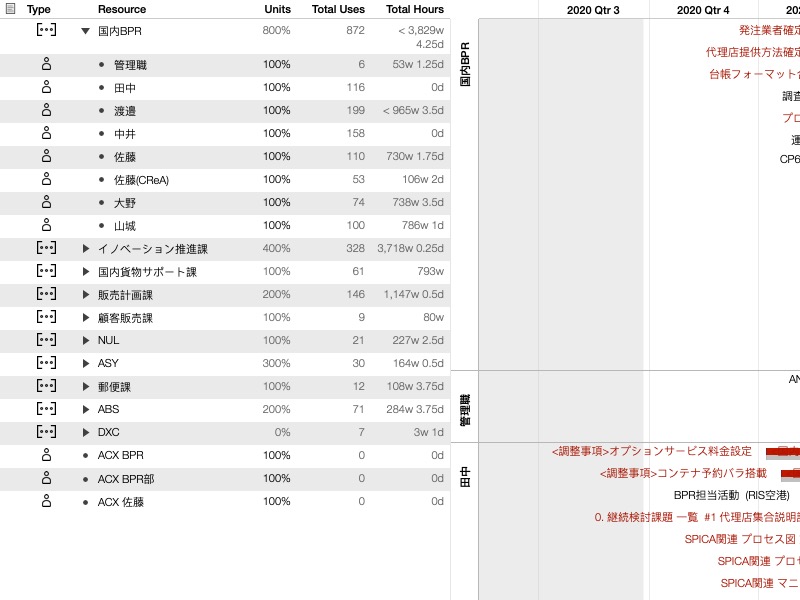 Type Resource Units Total Uses Total Hours 2020 Qtr 3 2020 Qtr 4
国内BPR 800% 872 < 3,829w 4.25d
管理職 100% 6 53w 1.25d
田中 100% 116 0d
渡邉 100% 199 < 965w 3.5d
中井 100% 158 0d
佐藤 100% 110 730w 1.75d
佐藤(CReA) 100% 53 106w 2d
大野 100% 74 738w 3.5d
山城 100% 100 786w 1d
イノベーション推進課 400% 328 3,718w 0.25d
国内貨物サポート課 100% 61 793w
販売計画課 200% 146 1,147w 0.5d
顧客販売課 100% 9 80w
NUL 100% 21 227w 2.5d
ASY 300% 30 164w 0.5d
郵便課 100% 12 108w 3.75d
ABS 200% 71 284w 3.75d
DXC 0% 7 3w 1d
ACX BPR 100% 0 0d
ACX BPR部 100% 0 0d
ACX 佐藤 100% 0 0d
国内BPR
発注業者確定
代理店提供方法確定
台帳フォーマット
調査
プロ
CP6
管理職
AN
田中
<調整事項>オプションサービス料金設定
<調整事項>コンテナ予約バラ搭載
BPR担当活動 (RIS空港)
0. 継続検討課題 一覧 #1 代理店集合説明
SPICA関連 プロセス図
SPICA関連 プロセ
SPICA関連 マニ